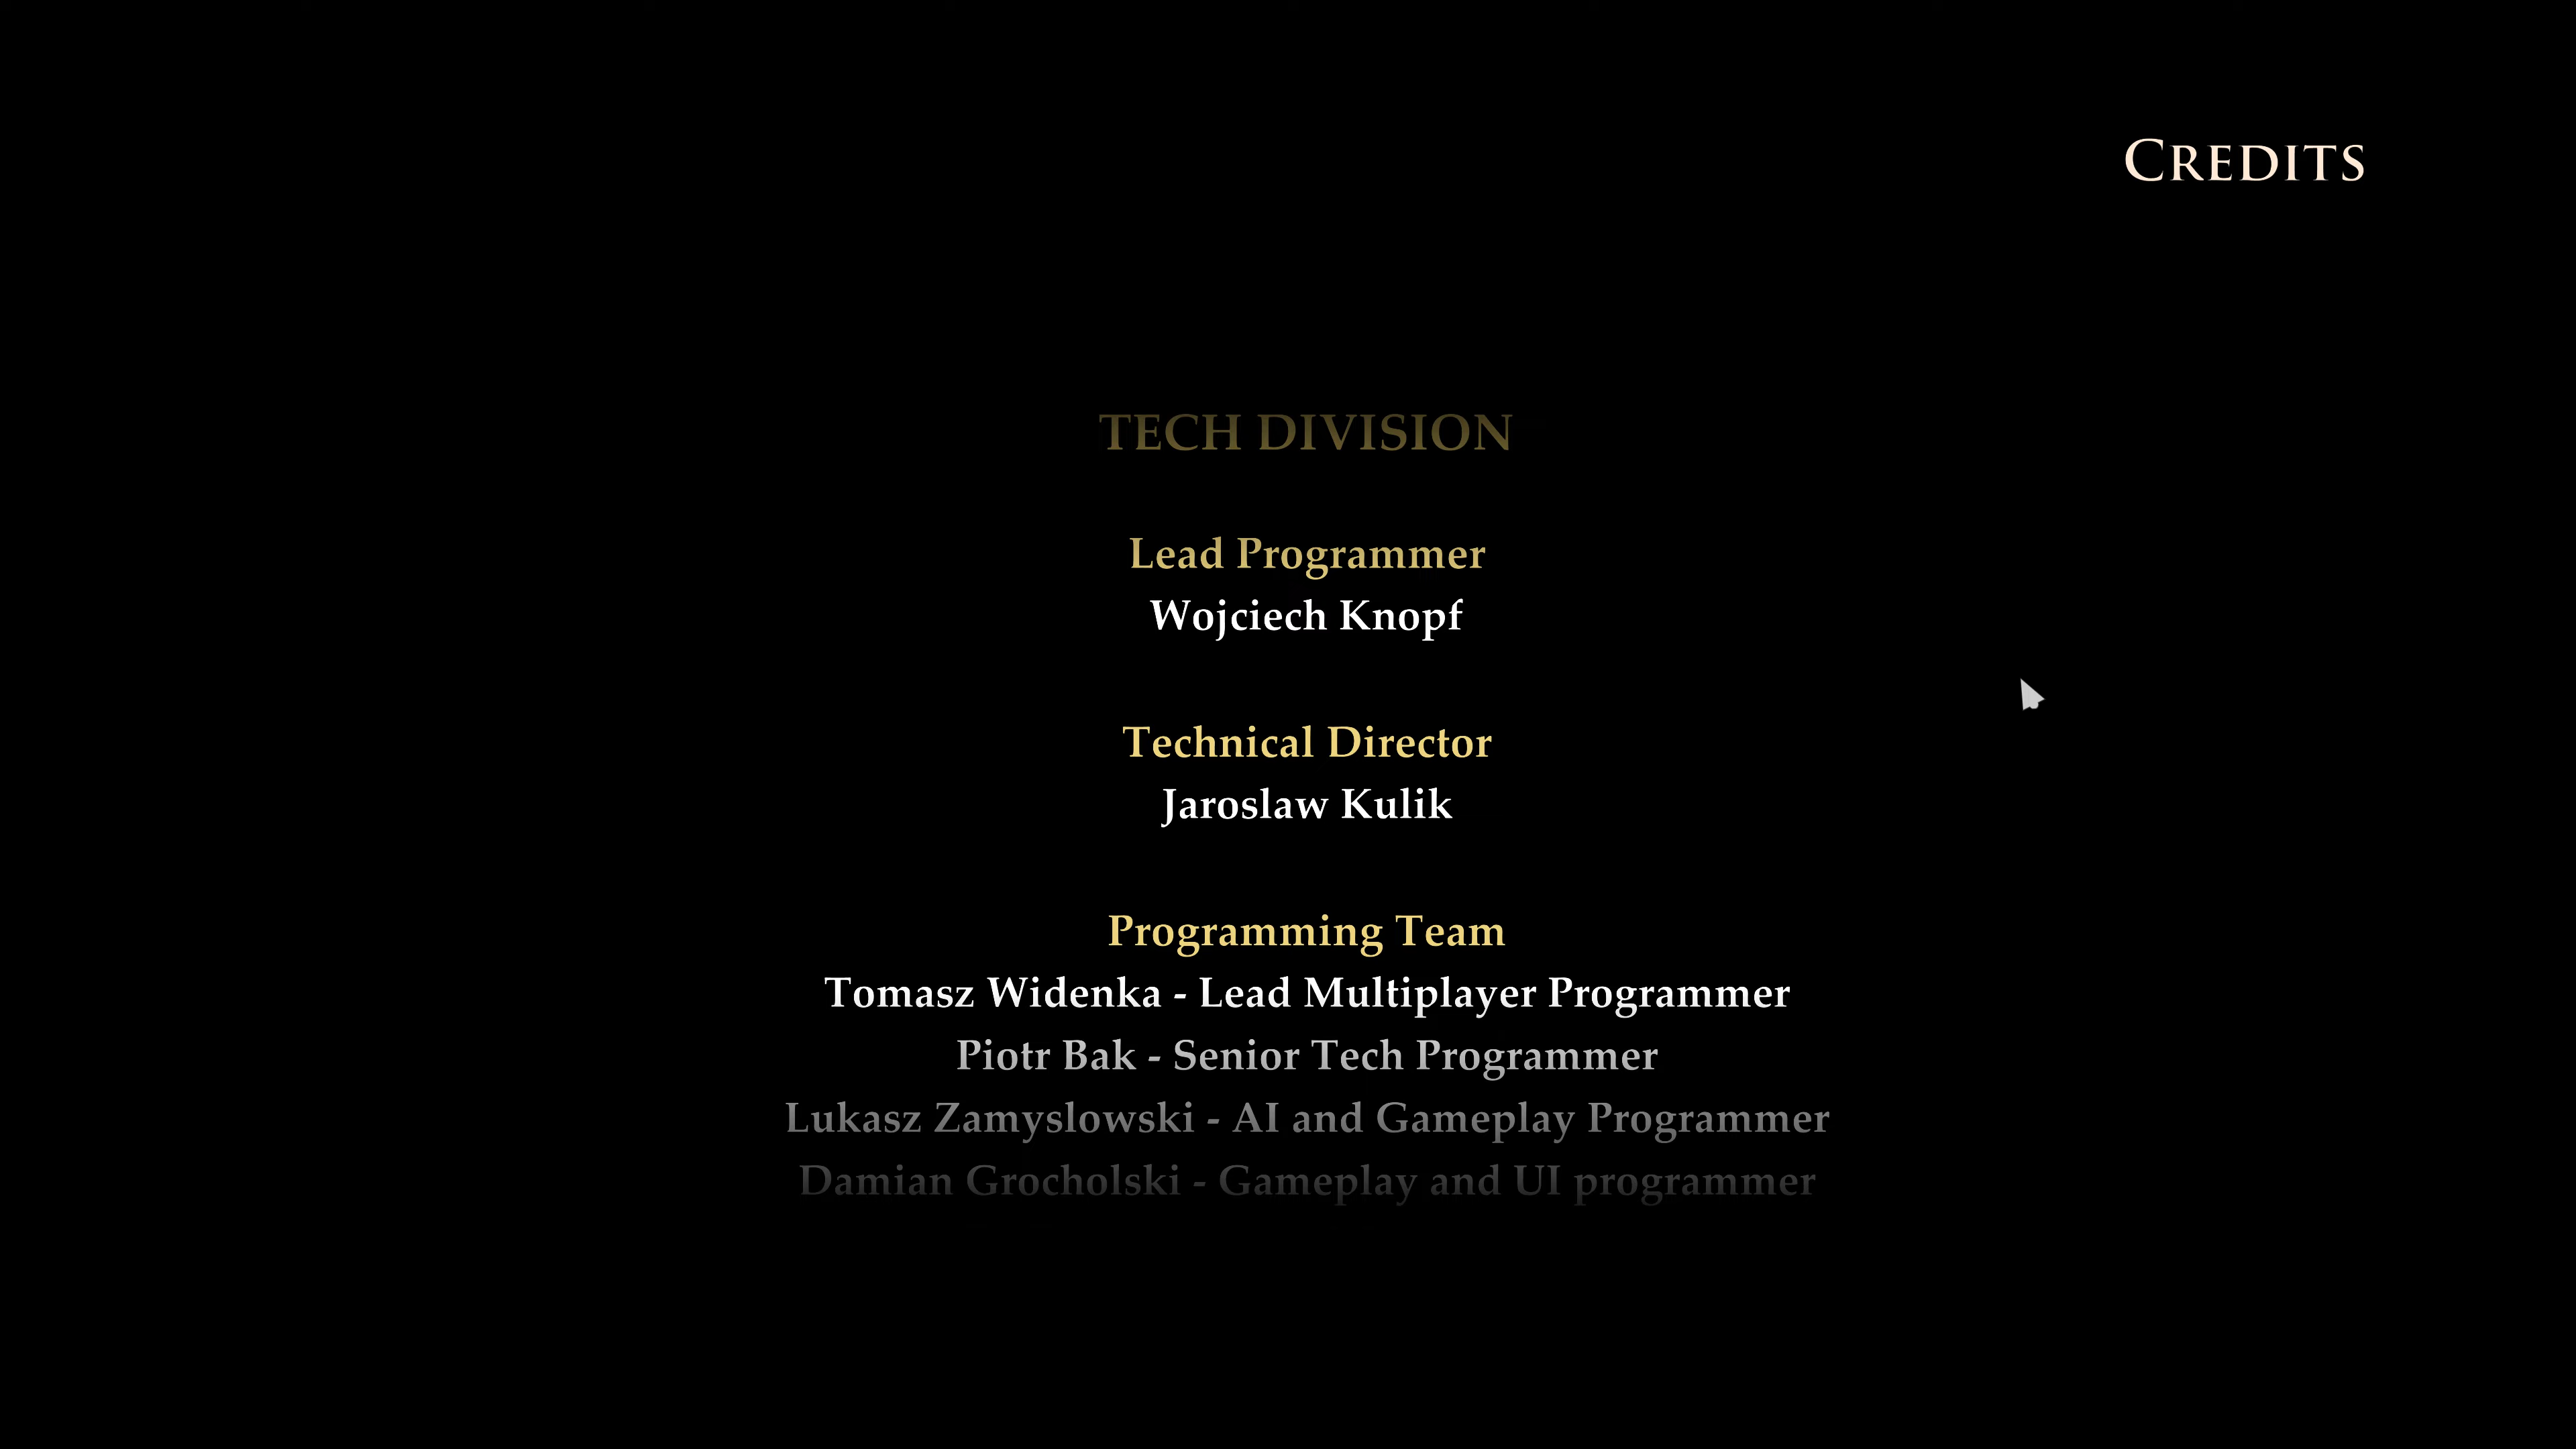 CREDITS
TECH DIVISION
Lead Programmer
Wojciech Knopf
Technical Director
Jaroslaw Kulik
Programming Team
Tomasz Widenka - Lead Multiplayer Programmer
Piotr Bak - Senior Tech Programmer
Lukasz Zamyslowski - AI and Gameplay Programmer
Damian Grocholski - Gameplay and UI programmer